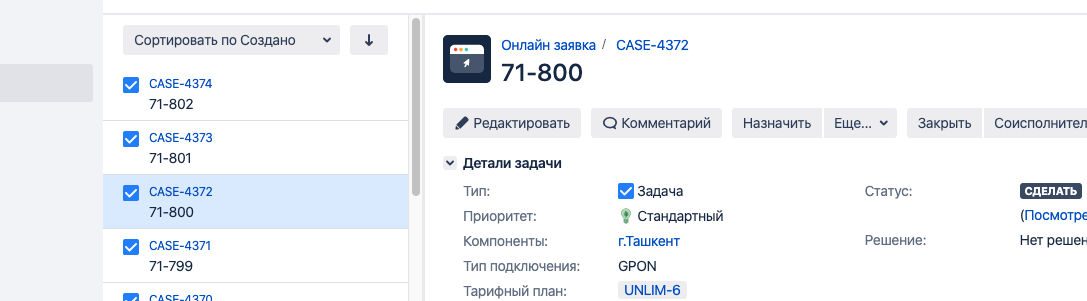 Сортировать по Создано
CASE-4374
71-802
CASE-4373
71-801
CASE-4372
71-800
CASE-4371
71-799
CASE-4370
Онлайн заявка / CASE-4372
71-800
Редактировать Комментарий Назначить Еще... Закрыть Соисполнител
Детали задачи
Тип: Задача Статус: СДЕЛАТЬ
Приоритет: Стандартный (Посмотре
Компоненты: г.Ташкент Решение: Нет решен
Тип подключения: GPON
Тарифный план: UNLIM-6